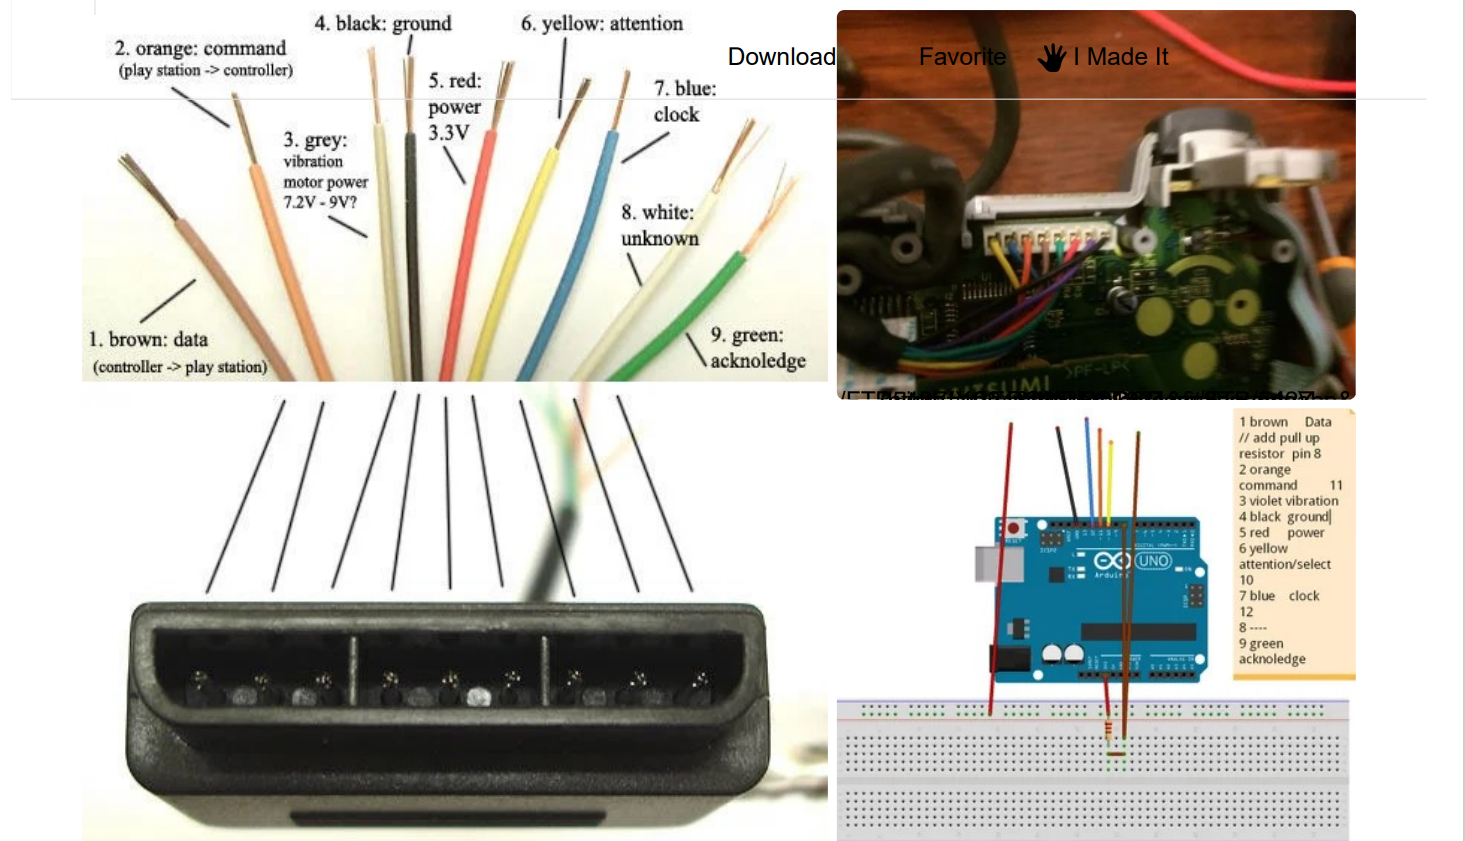 4. black: ground
6. yellow: attention
2. orange: command
(play station -> controller)
Download
Favorite
I Made It
5. red:
power
3.3V
7. blue:
clock
3. grey:
vibration
motor power
7.2V - 9V?
8. white:
unknown
1. brown: data
(controller -> play station)
9. green:
acknoledge
1 brown Data
// add pull up
resistor pin 8
2 orange
command 11
3 violet vibration
4 black ground
5 red power
6 yellow
attention/select
10
7 blue clock
12
8 ----
9 green
acknoledge
RESET
UNO
Arduino